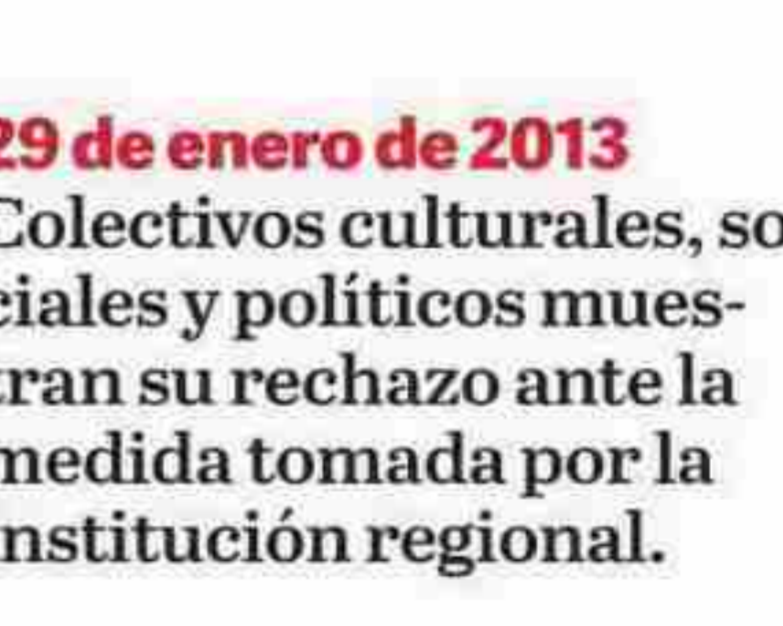 29 de enero de 2013
Colectivos culturales, so
ciales y políticos mues-
tran su rechazo ante la
medida tomada por la
institución regional.